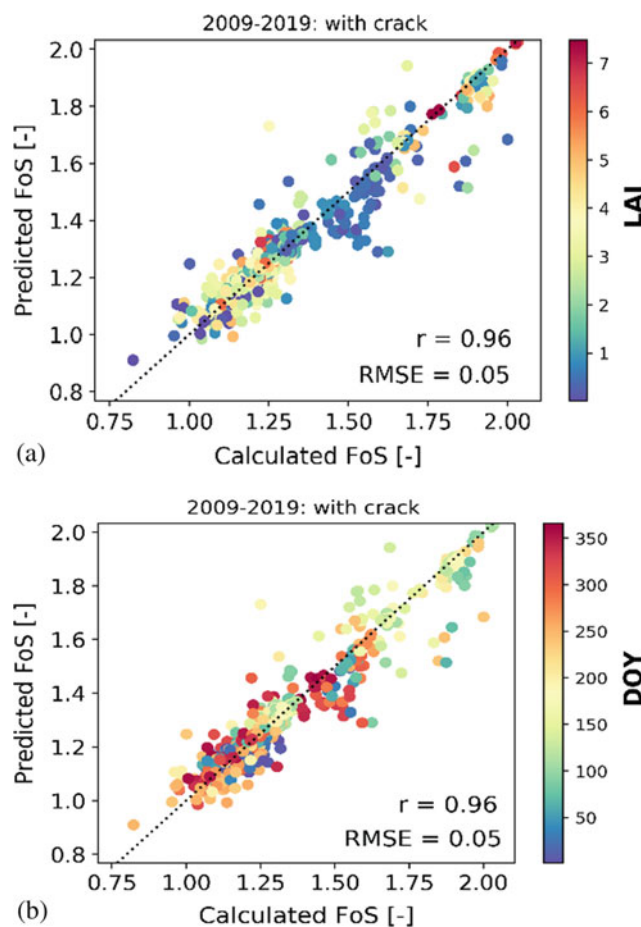 2009-2019: with crack
2.0
1.8
1.6
1.4
1.2
1.0
0.8
Predicted FoS [-]
r = 0.96
RMSE = 0.05
0.75 1.00 1.25 1.50 1.75 2.00
Calculated FoS [-]
(a)
7
6
5
4
3
2
1
LAI
2009-2019: with crack
2.0
1.8
1.6
1.4
1.2
1.0
0.8
Predicted FoS [-]
r = 0.96
RMSE = 0.05
0.75 1.00 1.25 1.50 1.75 2.00
Calculated FoS [-]
(b)
350
300
250
200
150
100
50
DOY